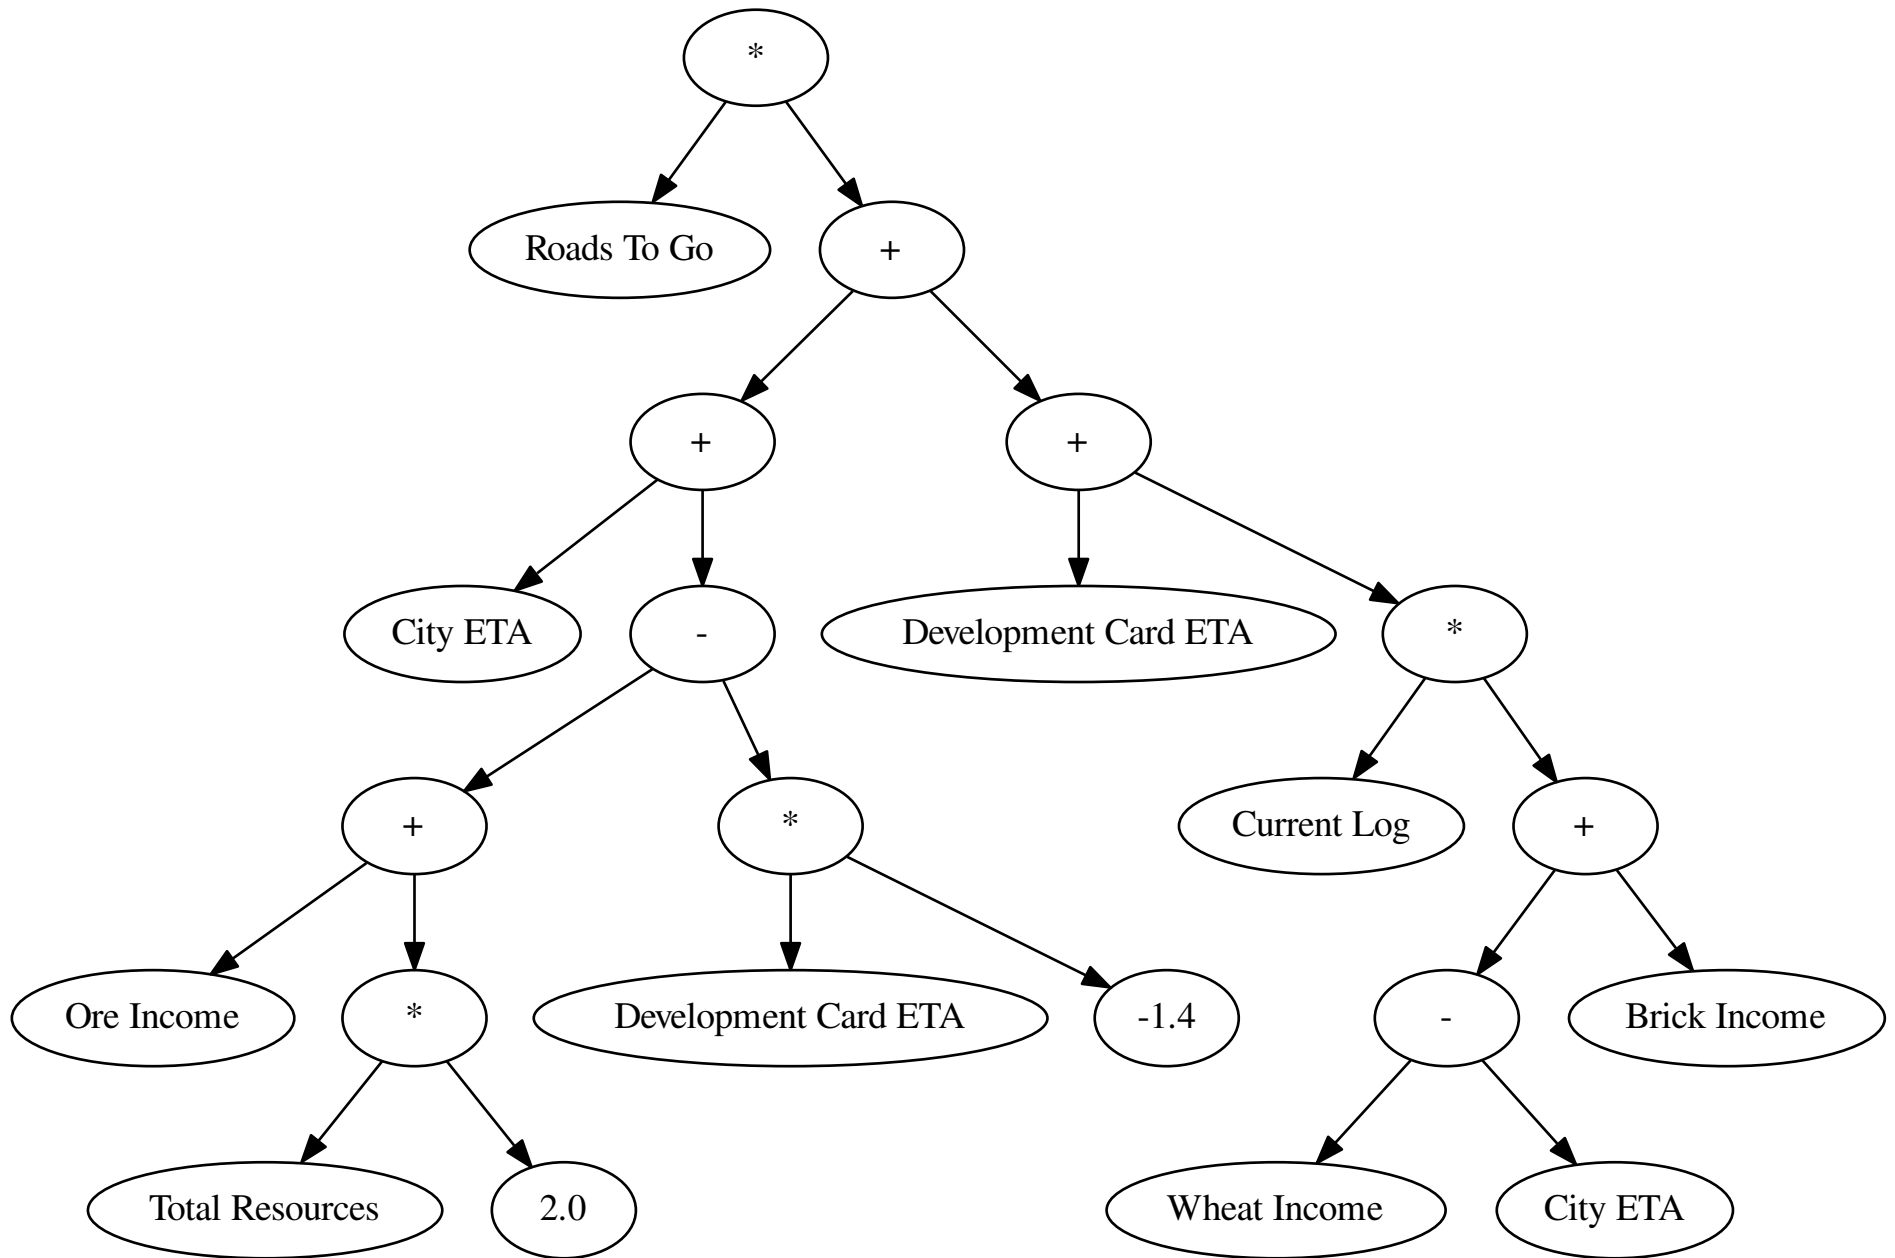 *
Roads To Go
+
+
+
City ETA
-
Development Card ETA
*
+
*
Current Log
+
Ore Income
*
Development Card ETA
-1.4
-
Brick Income
Total Resources
2.0
Wheat Income
City ETA